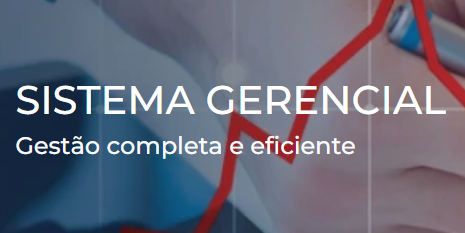 SISTEMA GERENCIAL
Gestão completa e eficiente